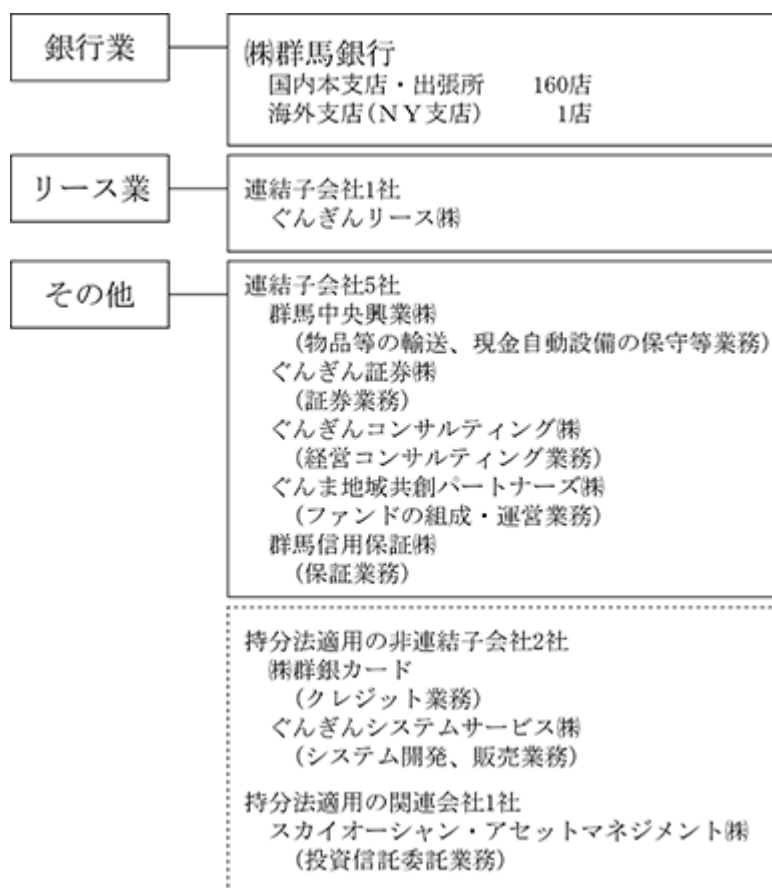 銀行業
㈱群馬銀行
国内本支店・出張所 160店
海外支店(NY支店) 1店
リース業
連結子会社1社
ぐんぎんリース㈱
その他
連結子会社5社
群馬中央興業㈱
(物品等の輸送、現金自動設備の保守等業務)
ぐんぎん証券㈱
(証券業務)
ぐんぎんコンサルティング㈱
(経営コンサルティング業務)
ぐんま地域共創パートナーズ㈱
(ファンドの組成・運営業務)
群馬信用保証㈱
(保証業務)
持分法適用の非連結子会社2社
㈱群銀カード
(クレジット業務)
ぐんぎんシステムサービス㈱
(システム開発、販売業務)
持分法適用の関連会社1社
スカイオーシャン・アセットマネジメント㈱
(投資信託委託業務)